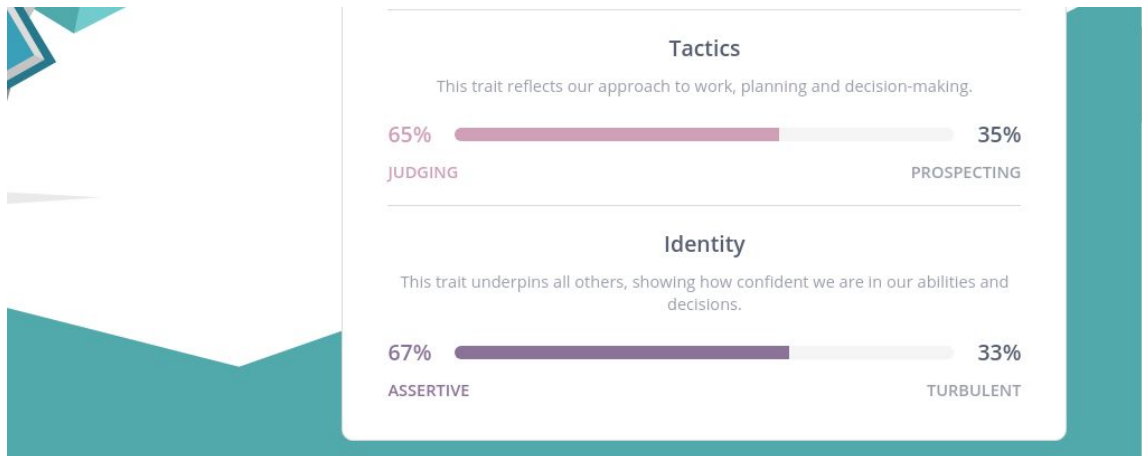 Tactics
This trait reflects our approach to work, planning and decision-making.
65% 35%
JUDGING PROSPECTING
Identity
This trait underpins all others, showing how confident we are in our abilities and
decisions.
67% 33%
ASSERTIVE TURBULENT